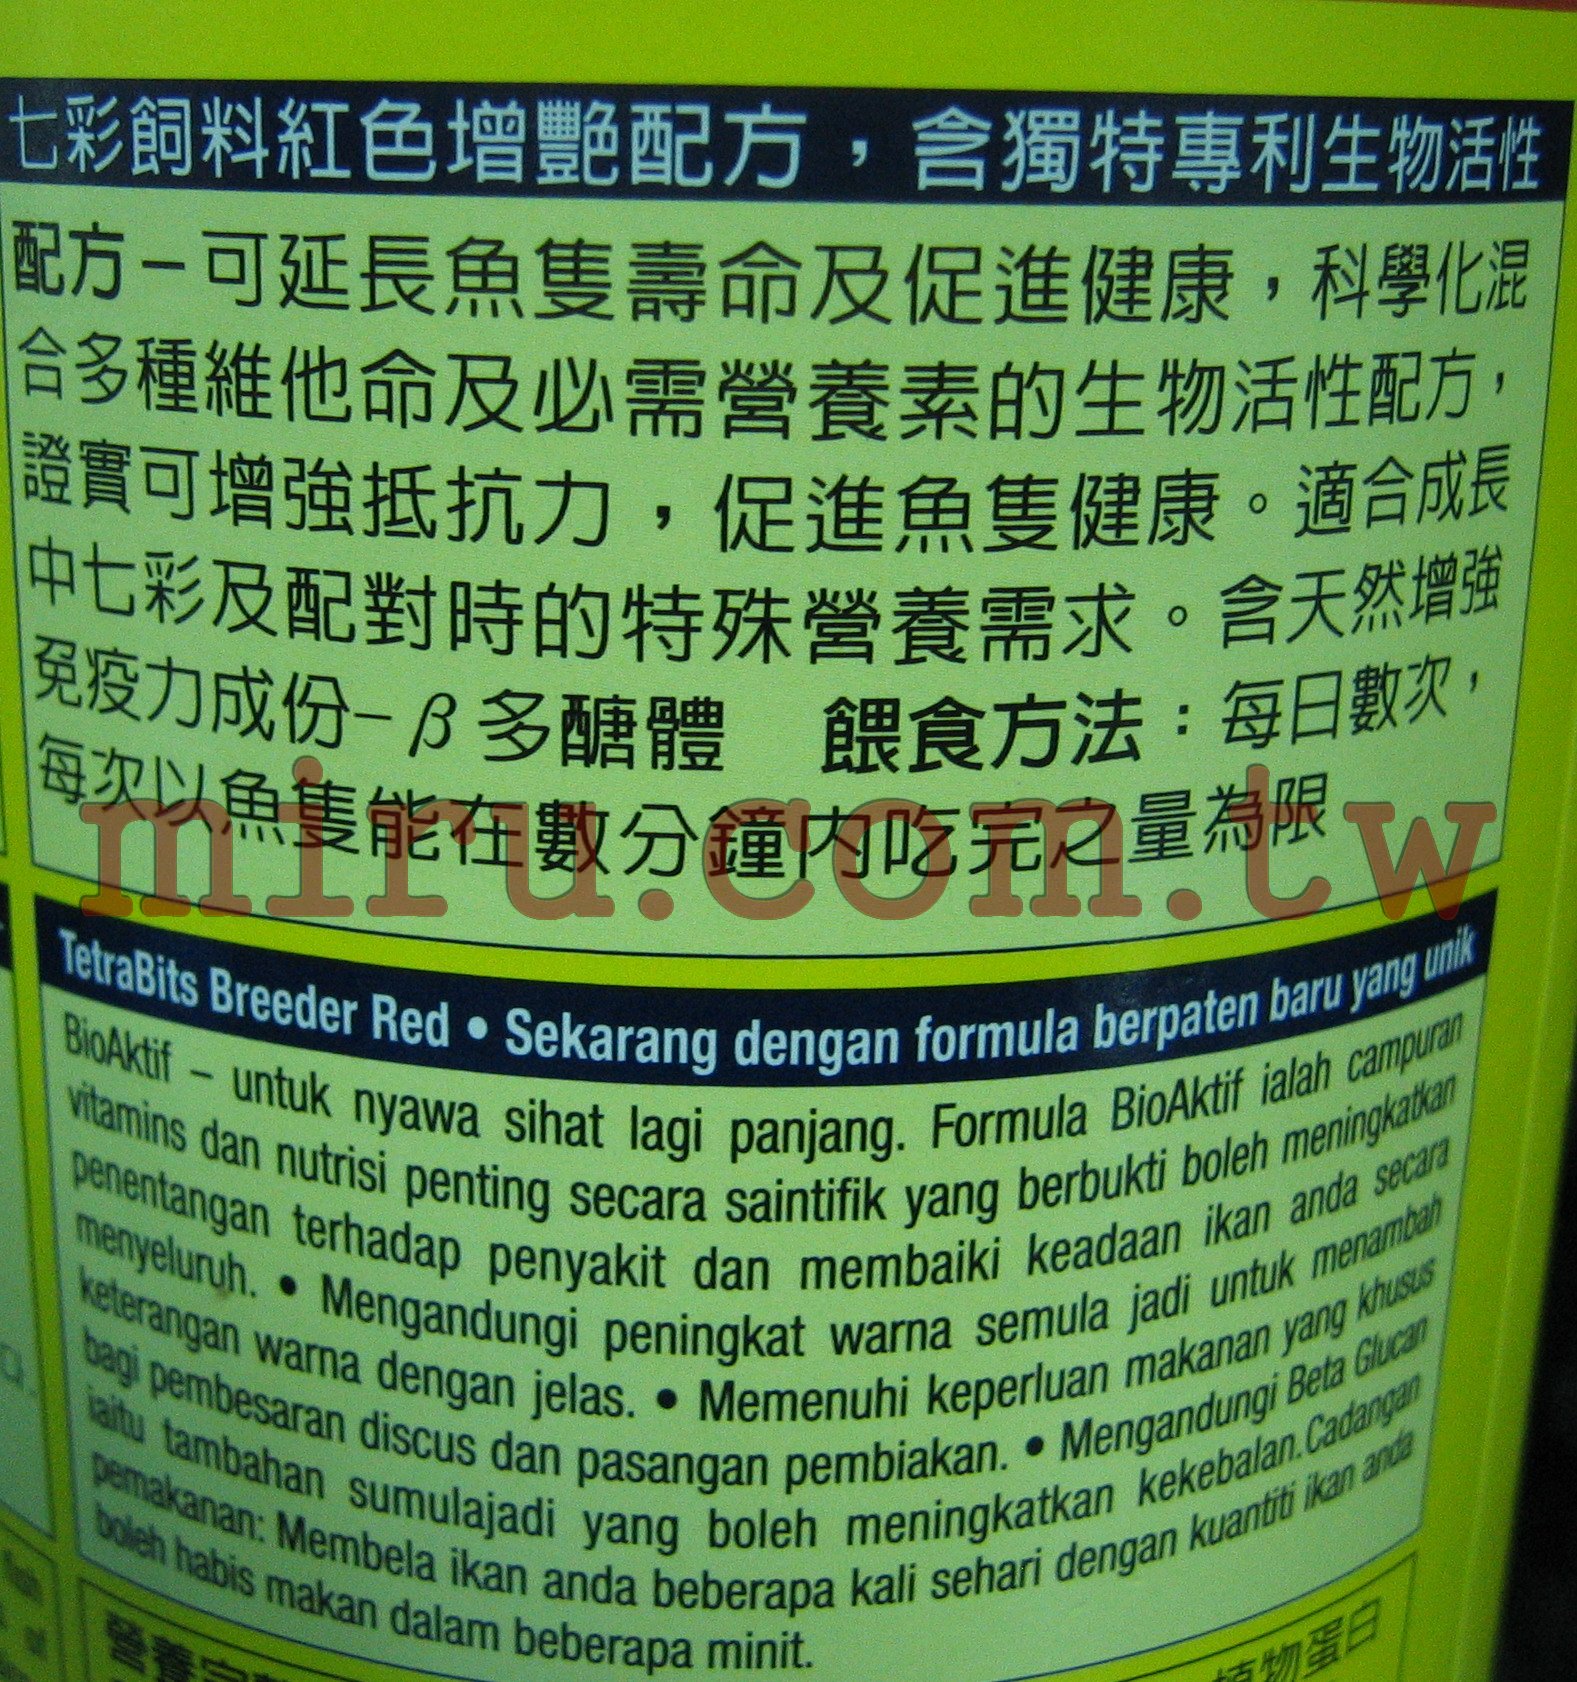 七彩飼料紅色增艷配方，含獨特專利生物活性
配方－可延長魚隻壽命及促進健康，科學化混
合多種維他命及必需營養素的生物活性配方，
證實可增強抵抗力，促進魚隻健康。適合成長
中七彩及配對時的特殊營養需求。含天然增強
免疫力成份–β多醣體　餵食方法：每日數次，
每次以魚隻能在數分鐘內吃完之量為限
miru.com.tw
TetraBits Breeder Red • Sekarang dengan formula berpaten baru yang unik
BioAktif – untuk nyawa sihat lagi panjang. Formula BioAktif ialah campuran
vitamins dan nutrisi penting secara saintifik yang berbukti boleh meningkatkan
penentangan terhadap penyakit dan membaiki keadaan ikan anda secara
menyeluruh. • Mengandungi peningkat warna semula jadi untuk menambah
keterangan warna dengan jelas. • Memenuhi keperluan makanan yang khusus
bagi pembesaran discus dan pasangan pembiakan. • Mengandungi Beta Glucan
iaitu tambahan sumulajadi yang boleh meningkatkan kekebalan.Cadangan
pemakanan: Membela ikan anda beberapa kali sehari dengan kuantiti ikan anda
boleh habis makan dalam beberapa minit.
植物蛋白